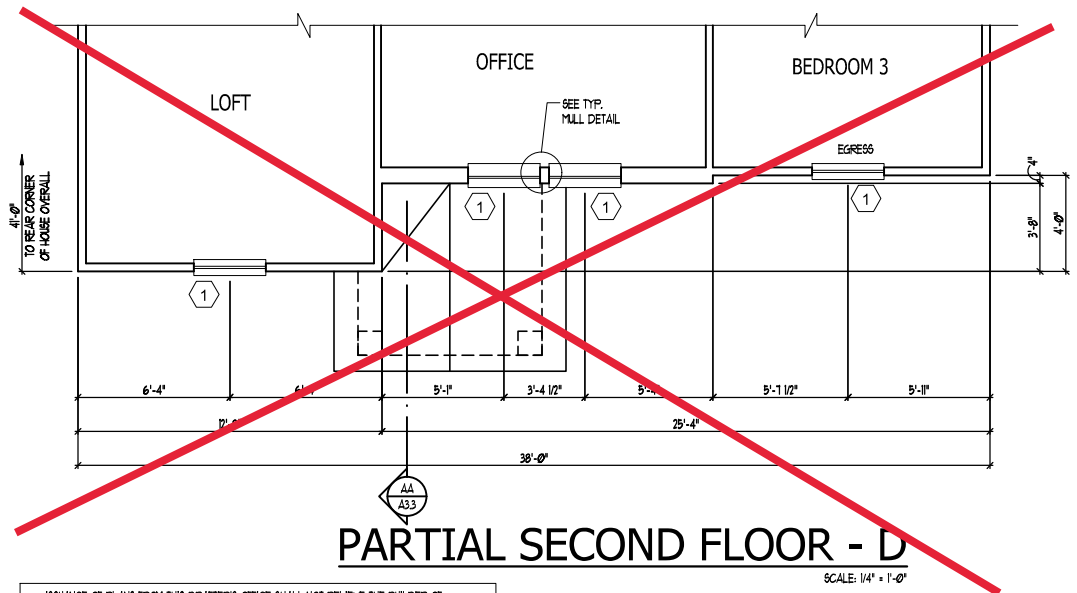 OFFICE
BEDROOM 3
LOFT
SEE TYP.
MULL DETAIL
EGRESS
4"
1
1
1
3'-8"
4'-0"
41'-0"
TO REAR CORNER
OF HOUSE OVERALL
1
6'-4"
5'-1"
3'-4 1/2"
5'-7 1/2"
5'-11"
25'-4"
38'-0"
AA
A3.3
PARTIAL SECOND FLOOR - D
SCALE: 1/4" = 1'-0"